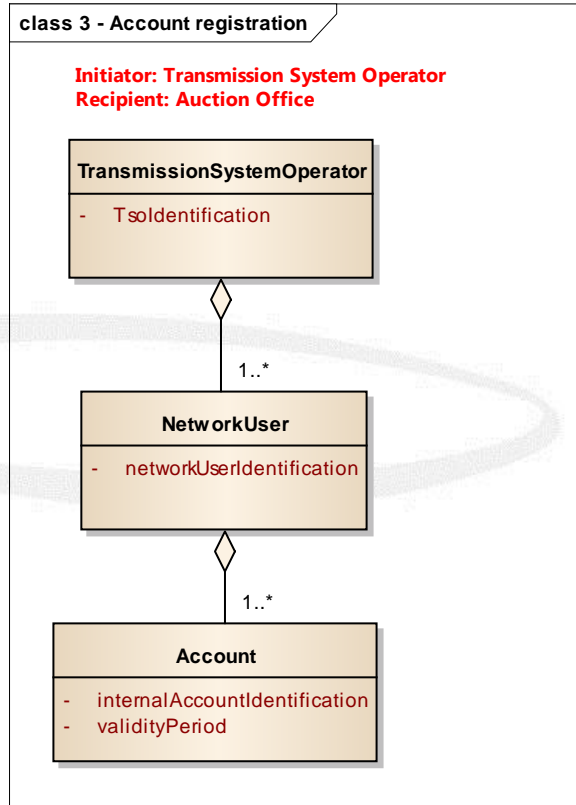 class 3 - Account registration
Initiator: Transmission System Operator
Recipient: Auction Office
TransmissionSystemOperator
- TsoIdentification
1..*
NetworkUser
- networkUserIdentification
1..*
Account
- internalAccountIdentification
- validityPeriod